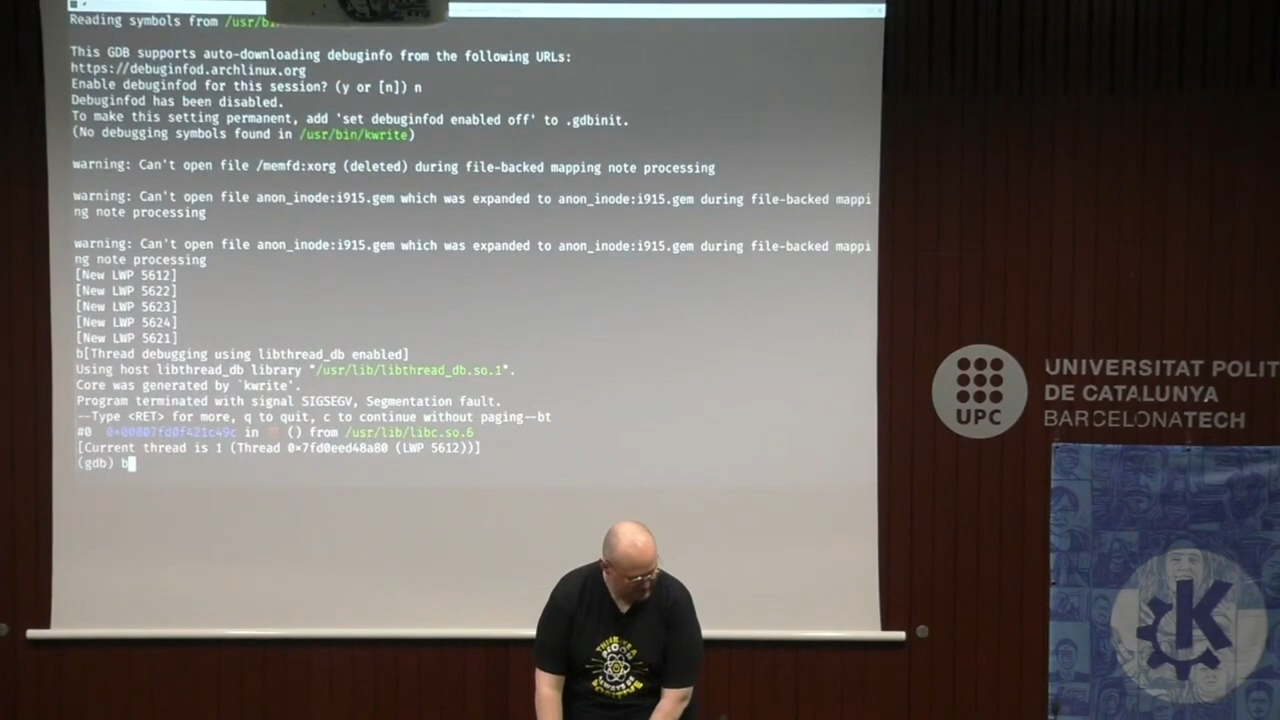 Reading symbols from /usr/bi
This GDB supports auto-downloading debuginfo from the following URLs:
https://debuginfod.archlinux.org
Enable debuginfod for this session? (y or [n]) n
Debuginfod has been disabled.
To make this setting permanent, add 'set debuginfod enabled off' to .gdbinit.
(No debugging symbols found in /usr/bin/kwrite)
warning: Can't open file /memfd:xorg (deleted) during file-backed mapping note processing
warning: Can't open file anon_inode:i915.gem which was expanded to anon_inode:i915.gem during file-backed mappi
ng note processing
warning: Can't open file anon_inode:i915.gem which was expanded to anon_inode:i915.gem during file-backed mappi
ng note processing
[New LWP 5612]
[New LWP 5622]
[New LWP 5623]
[New LWP 5624]
[New LWP 5621]
b[Thread debugging using libthread_db enabled]
Using host libthread_db library "/usr/lib/libthread_db.so.1".
Core was generated by `kwrite'.
Program terminated with signal SIGSEGV, Segmentation fault.
--Type <RET> for more, q to quit, c to continue without paging--bt
#0 0x00007fd0f421c49c in () from /usr/lib/libc.so.6
[Current thread is 1 (Thread 0x7fd0eed48a80 (LWP 5612))]
(gdb) b
UPC
UNIVERSITAT POLIT
DE CATALUNYA
BARCELONATECH
THINK LIKE A
PROTON
ALWAYS BE
POSITIVE
K